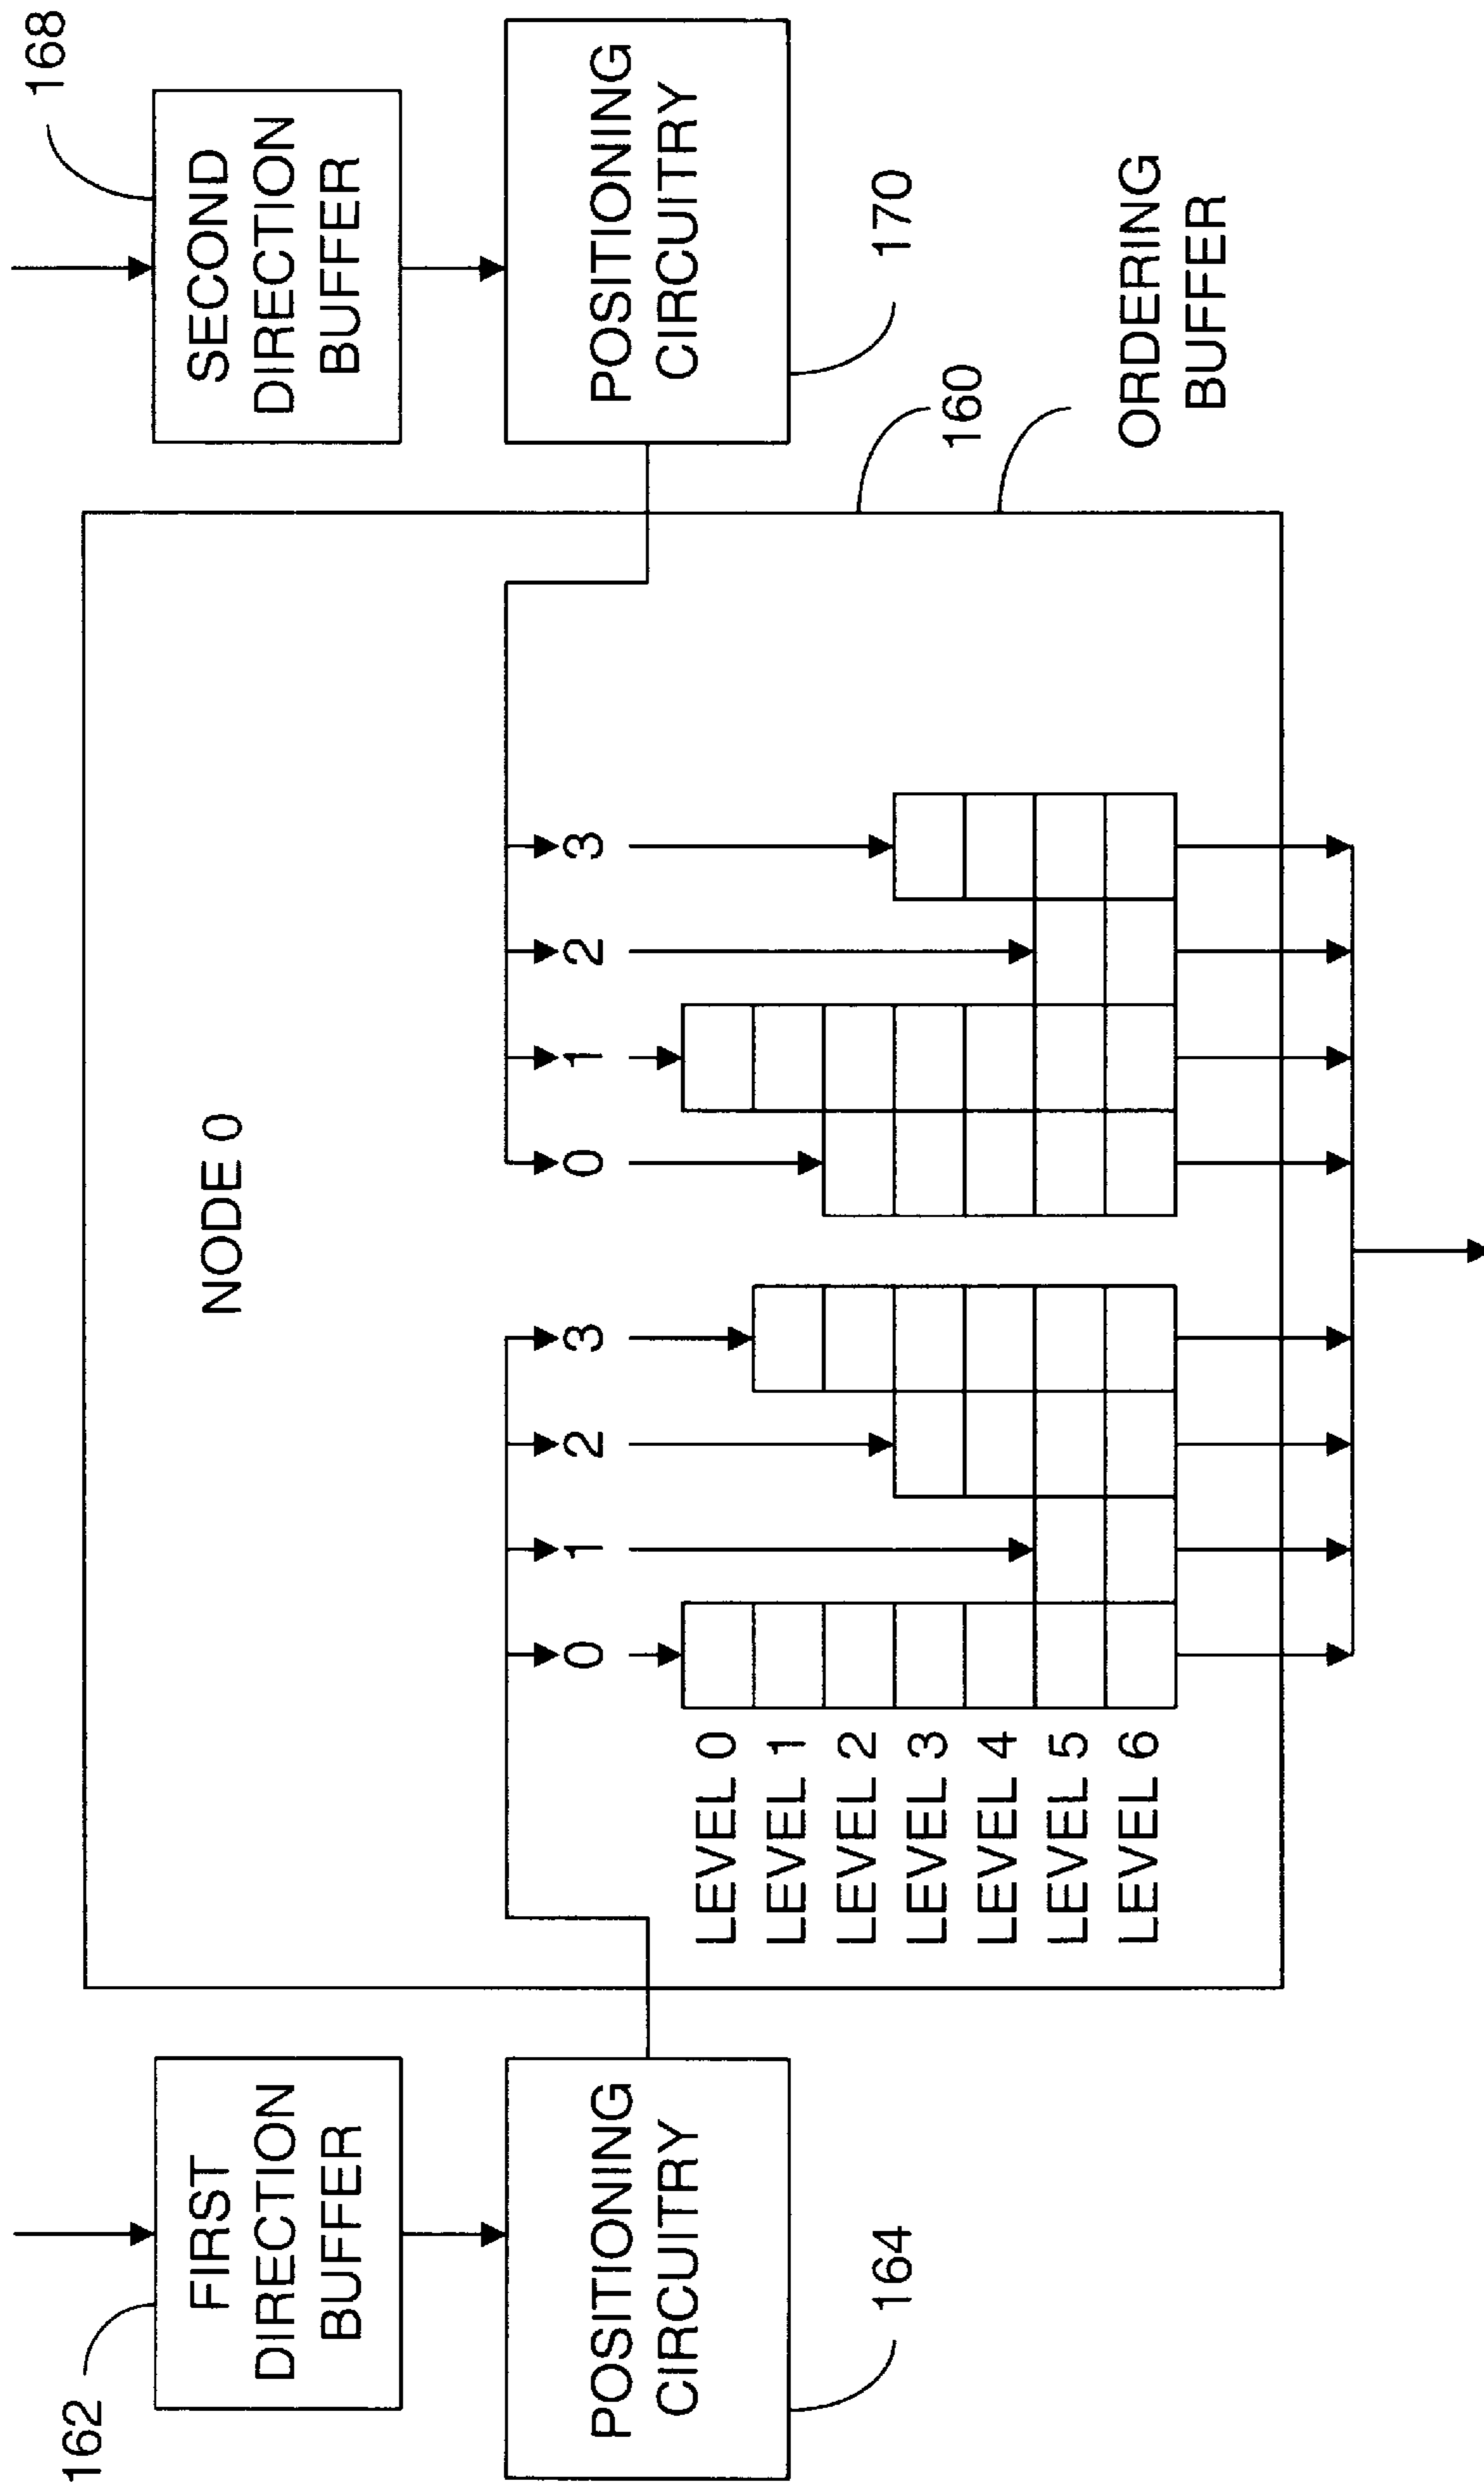 162
FIRST
DIRECTION
BUFFER
POSITIONING
CIRCUITRY
164
NODE 0
0 1 2 3
0 1 2 3
LEVEL 0
LEVEL 1
LEVEL 2
LEVEL 3
LEVEL 4
LEVEL 5
LEVEL 6
168
SECOND
DIRECTION
BUFFER
POSITIONING
CIRCUITRY
170
160
ORDERING
BUFFER